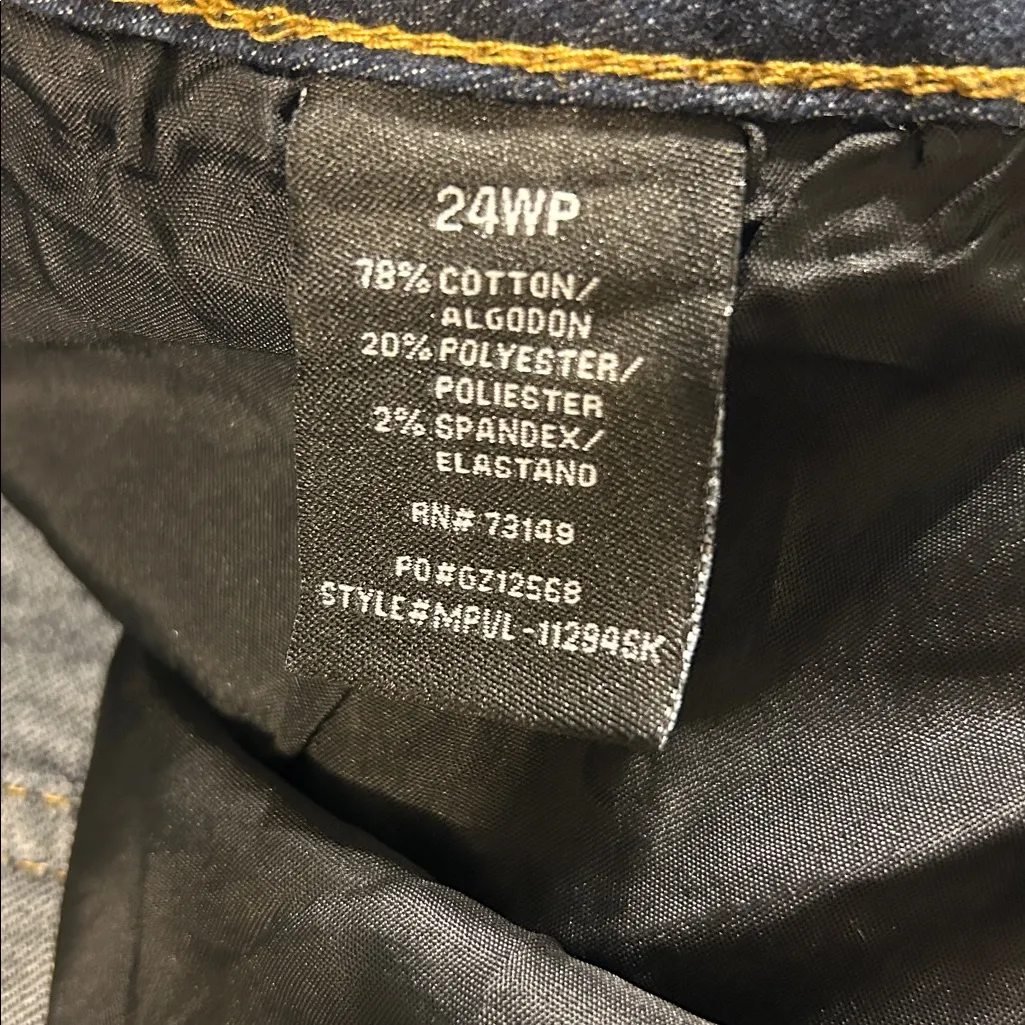 24WP
78% COTTON/
ALGODON
20% POLYESTER/
POLIESTER
2% SPANDEX/
ELASTANO
RN# 73149
PO#GZ12568
STYLE#MPUL-11294SK